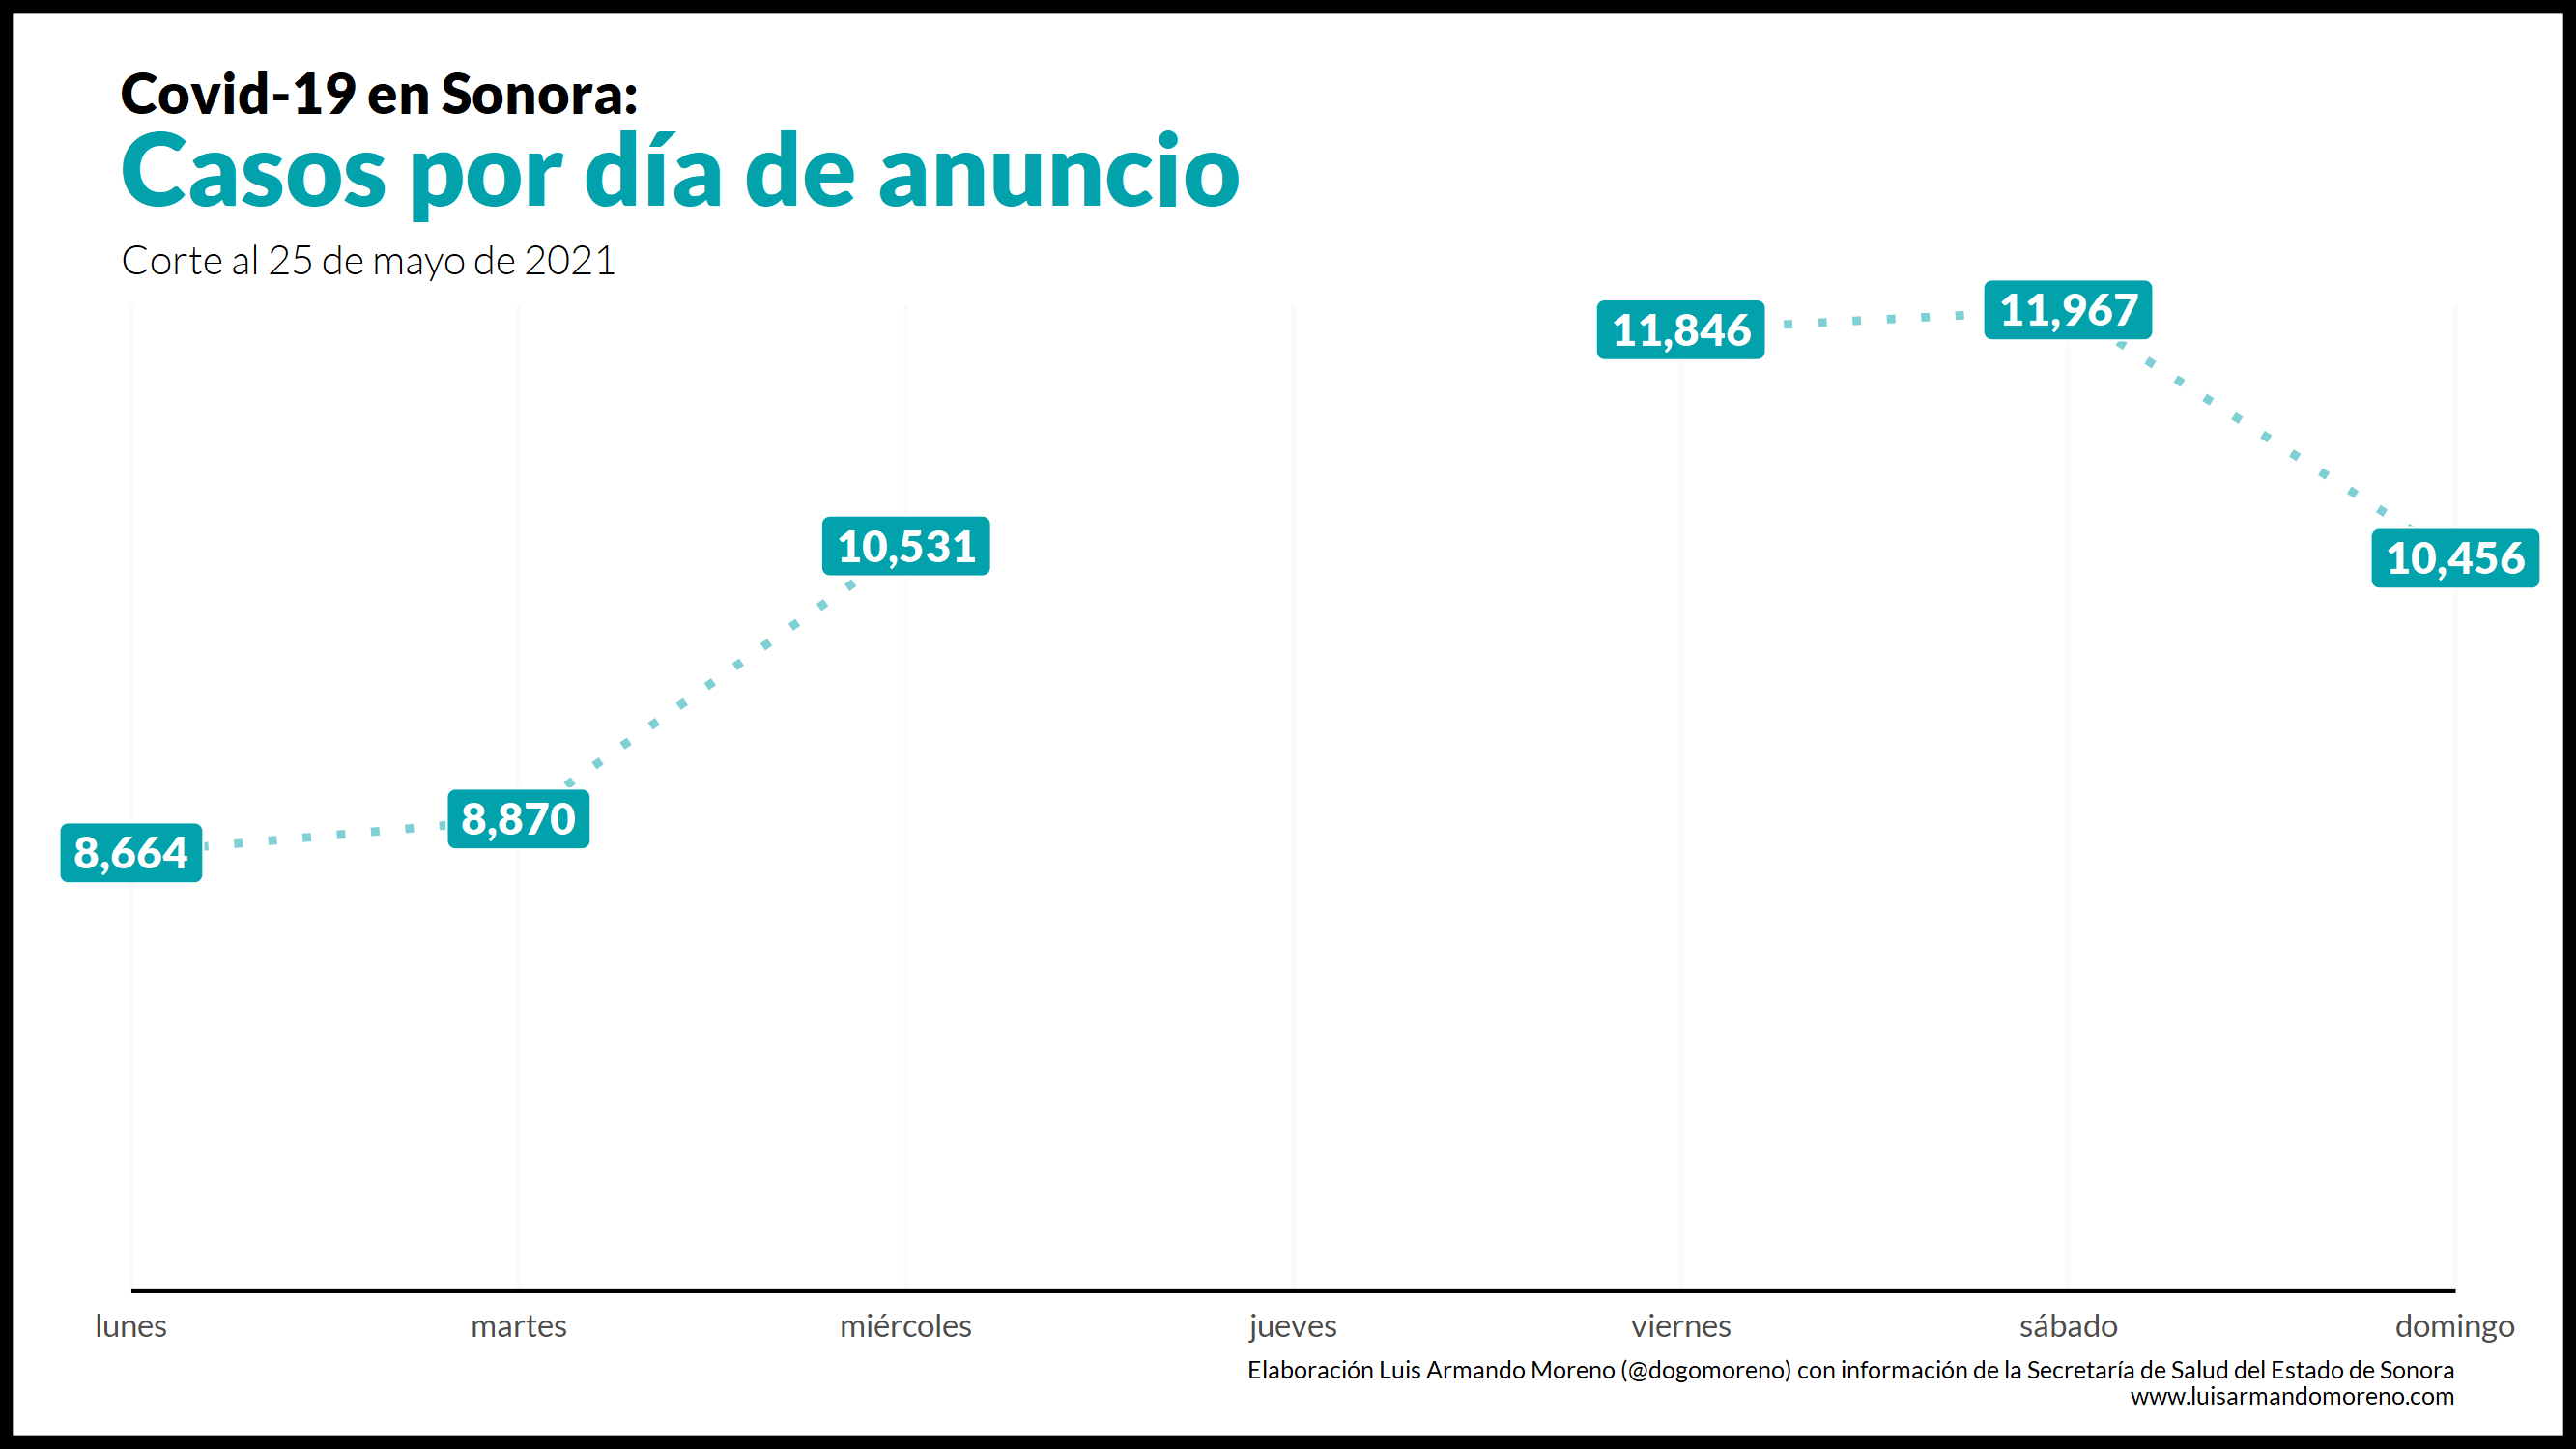 Covid-19 en Sonora:
Casos por día de anuncio
Corte al 25 de mayo de 2021
11,967
11,846
10,531
10,456
8,870
8,664
lunes martes miércoles jueves viernes sábado domingo
Elaboración Luis Armando Moreno (@dogomoreno) con información de la Secretaría de Salud del Estado de Sonora
www.luisarmandomoreno.com